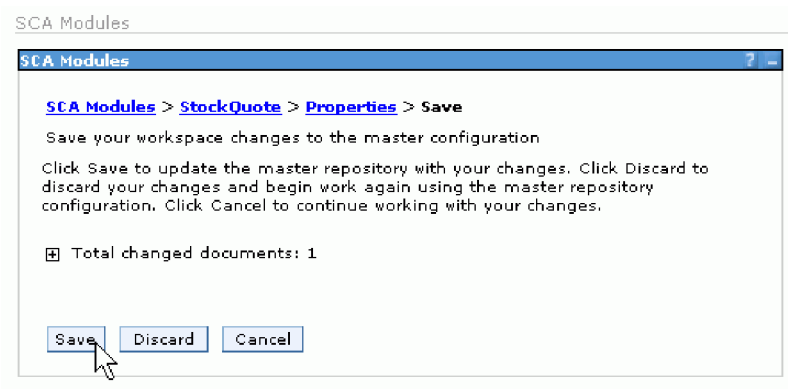 SCA Modules
SCA Modules ? –
SCA Modules > StockQuote > Properties > Save
Save your workspace changes to the master configuration
Click Save to update the master repository with your changes. Click Discard to
discard your changes and begin work again using the master repository
configuration. Click Cancel to continue working with your changes.
+ Total changed documents: 1
Save Discard Cancel